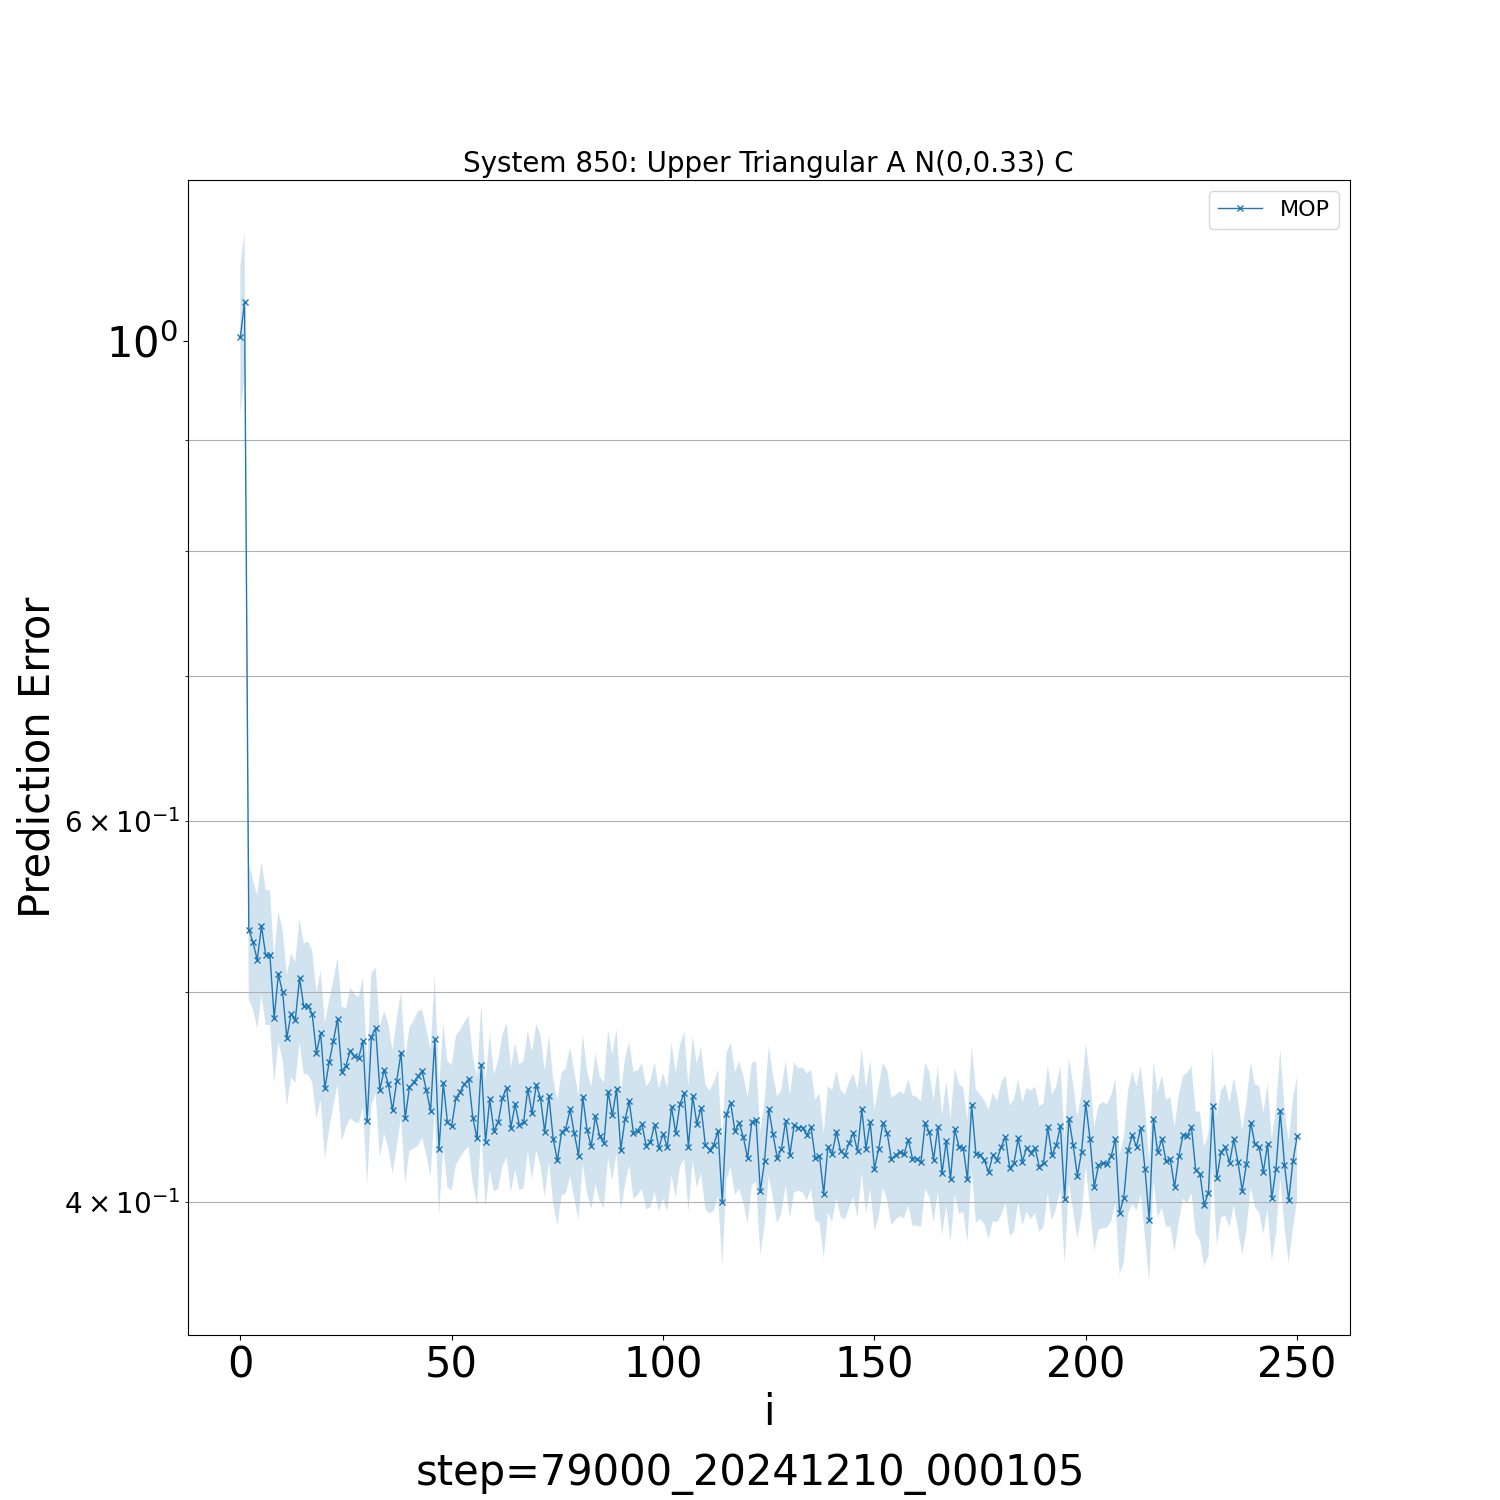 System 850: Upper Triangular A N(0,0.33) C
MOP
10⁰
6 × 10⁻¹
4 × 10⁻¹
Prediction Error
0 50 100 150 200 250
i
step=79000_20241210_000105